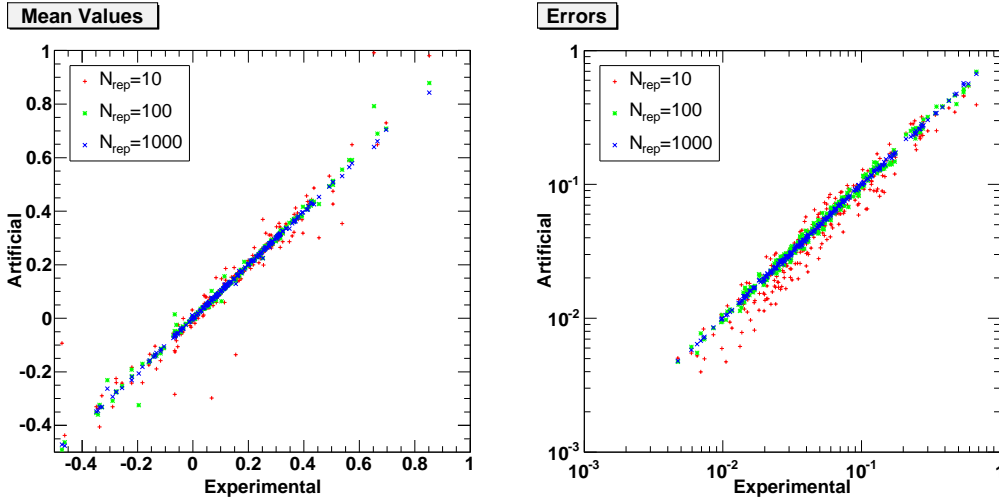 Mean Values
Artificial
1
0.8
0.6
0.4
0.2
0
-0.2
-0.4
N_rep=10
N_rep=100
N_rep=1000
-0.4 -0.2 0 0.2 0.4 0.6 0.8 1
Experimental
Errors
Artificial
1
10^-1
10^-2
10^-3
N_rep=10
N_rep=100
N_rep=1000
10^-3 10^-2 10^-1 1
Experimental